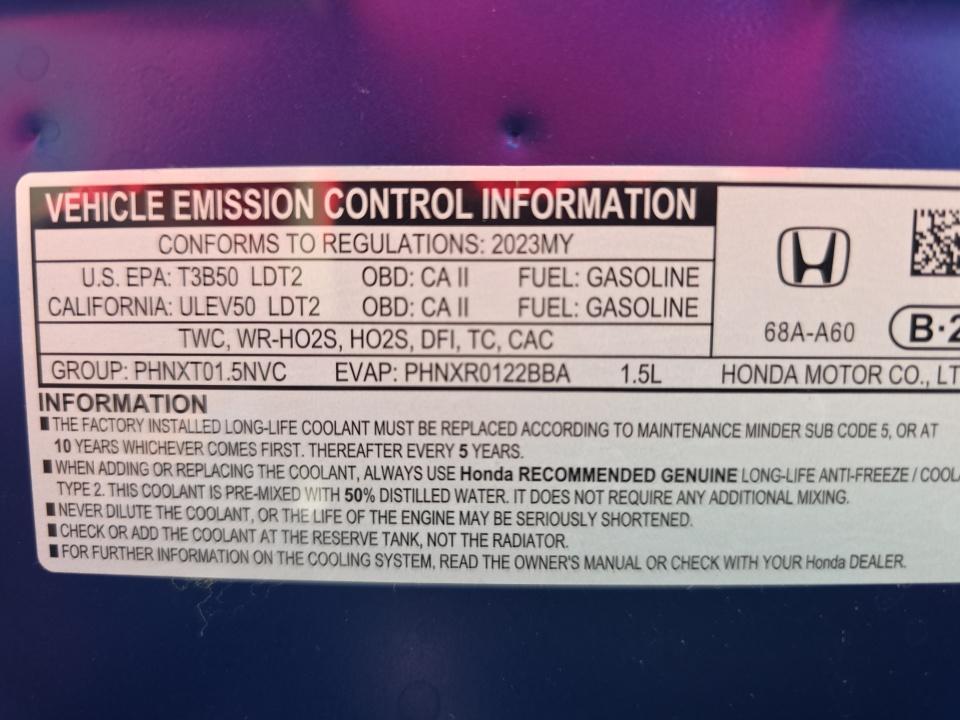 VEHICLE EMISSION CONTROL INFORMATION
CONFORMS TO REGULATIONS: 2023MY
U.S. EPA: T3B50 LDT2 OBD: CA II FUEL: GASOLINE
CALIFORNIA: ULEV50 LDT2 OBD: CA II FUEL: GASOLINE
TWC, WR-HO2S, HO2S, DFI, TC, CAC
68A-A60 B·2
GROUP: PHNXT01.5NVC EVAP: PHNXR0122BBA 1.5L HONDA MOTOR CO., LT
INFORMATION
THE FACTORY INSTALLED LONG-LIFE COOLANT MUST BE REPLACED ACCORDING TO MAINTENANCE MINDER SUB CODE 5, OR AT
10 YEARS WHICHEVER COMES FIRST. THEREAFTER EVERY 5 YEARS.
WHEN ADDING OR REPLACING THE COOLANT, ALWAYS USE Honda RECOMMENDED GENUINE LONG-LIFE ANTI-FREEZE / COOLA
TYPE 2. THIS COOLANT IS PRE-MIXED WITH 50% DISTILLED WATER. IT DOES NOT REQUIRE ANY ADDITIONAL MIXING.
NEVER DILUTE THE COOLANT, OR THE LIFE OF THE ENGINE MAY BE SERIOUSLY SHORTENED.
CHECK OR ADD THE COOLANT AT THE RESERVE TANK, NOT THE RADIATOR.
FOR FURTHER INFORMATION ON THE COOLING SYSTEM, READ THE OWNER'S MANUAL OR CHECK WITH YOUR Honda DEALER.